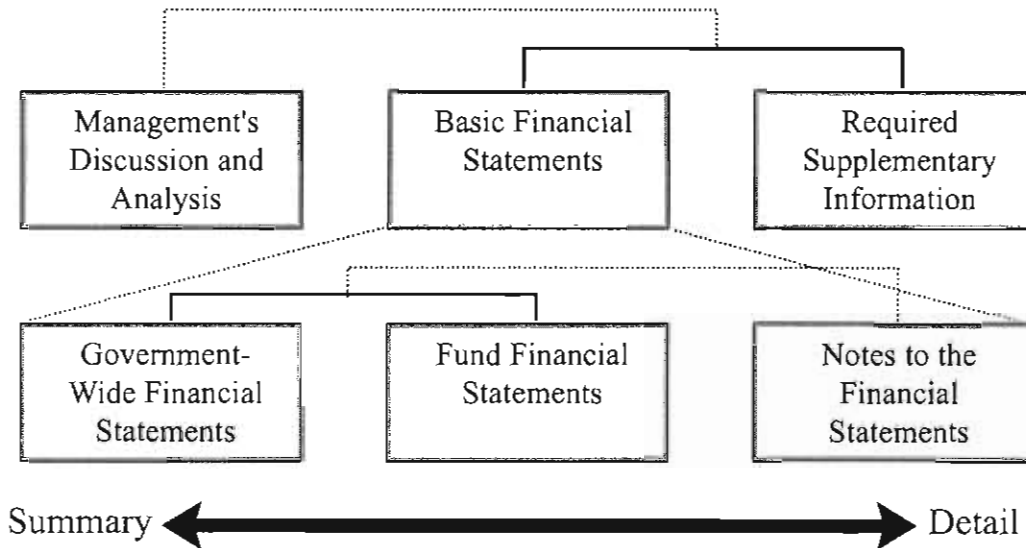 Management's
Discussion and
Analysis
Basic Financial
Statements
Required
Supplementary
Information
Government-
Wide Financial
Statements
Fund Financial
Statements
Notes to the
Financial
Statements
Summary
Detail